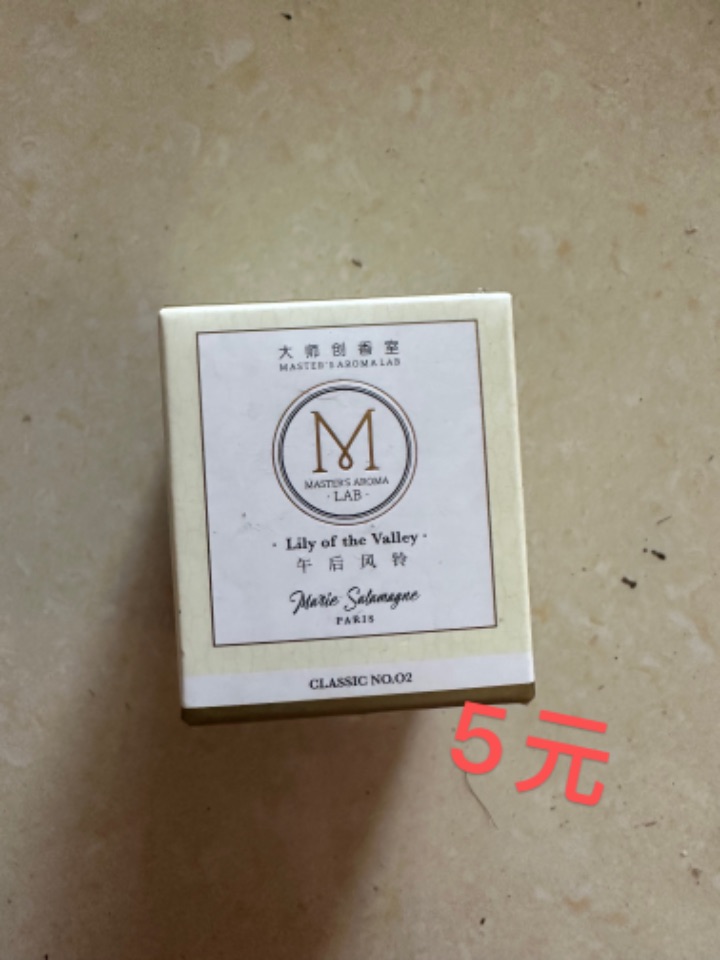 大师创香室
MASTER'S AROMA LAB
M
MASTER'S AROMA
· LAB ·
· Lily of the Valley ·
午后风铃
Marie Salamagne
PARIS
CLASSIC NO.02
5元